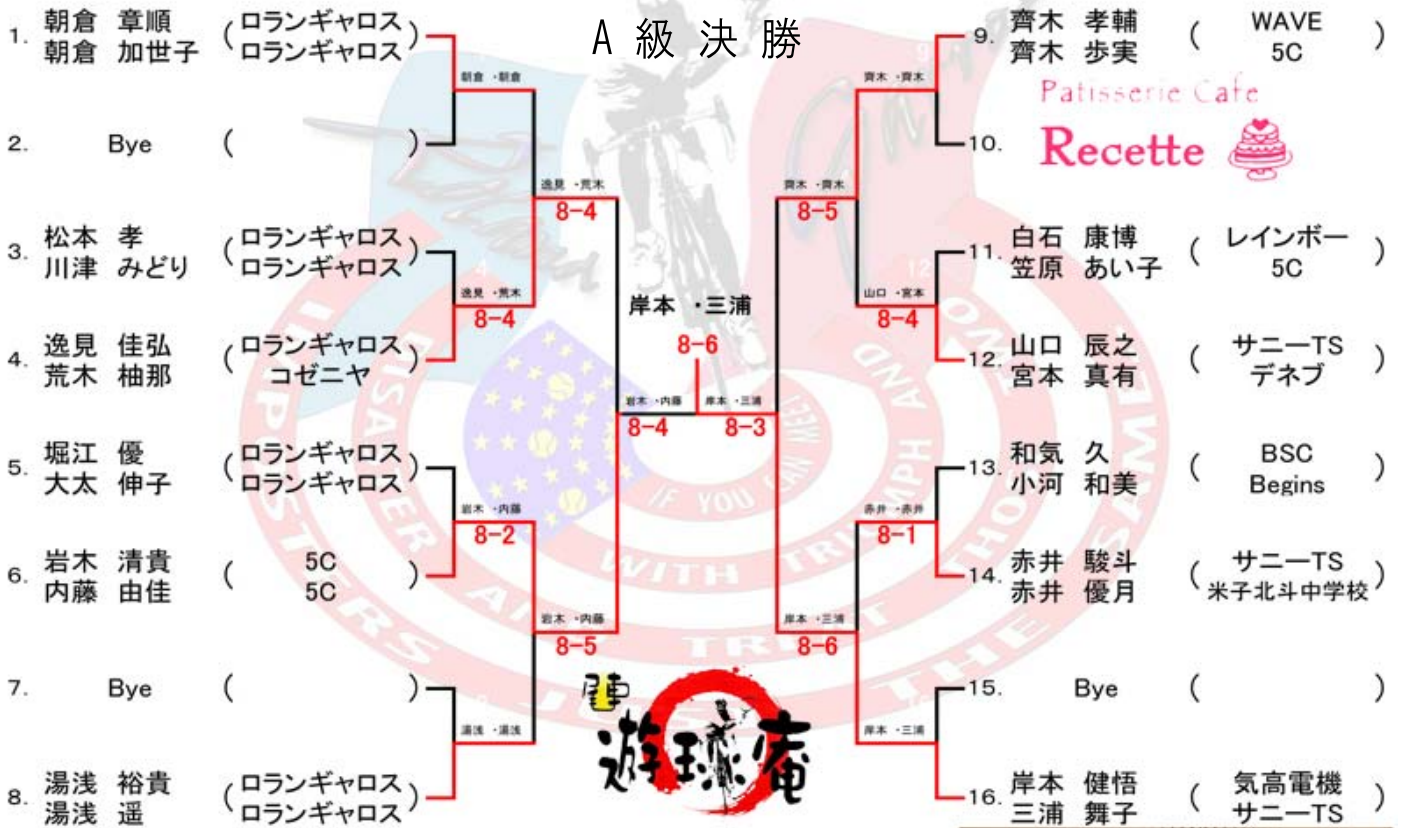 A 級 決 勝
1. 朝倉 章順 (ロランギャロス)
朝倉 加世子 ロランギャロス
朝倉 ・朝倉
2. Bye ( )
逸見 ・荒木
8-4
3. 松本 孝 (ロランギャロス)
川津 みどり ロランギャロス
逸見 ・荒木
8-4
4. 逸見 佳弘 (ロランギャロス)
荒木 柚那 コゼニヤ
5. 堀江 優 (ロランギャロス)
大太 伸子 ロランギャロス
岩木 ・内藤
8-2
6. 岩木 清貴 ( 5C )
内藤 由佳 5C
岩木 ・内藤
8-5
7. Bye ( )
湯浅 ・湯浅
8. 湯浅 裕貴 (ロランギャロス)
湯浅 遥 ロランギャロス
岸本 ・三浦
8-6
岩木 ・内藤 岸本 ・三浦
8-4 8-3
9. 齊木 孝輔 ( WAVE )
齊木 歩実 5C
齊木 ・齊木
10.
Patisserie Cafe
Recette
齊木 ・齊木
8-5
11. 白石 康博 ( レインボー )
笠原 あい子 5C
山口 ・宮本
8-4
12. 山口 辰之 ( サニーTS )
宮本 真有 デネブ
13. 和気 久 ( BSC )
小河 和美 Begins
赤井 ・赤井
8-1
14. 赤井 駿斗 ( サニーTS )
赤井 優月 米子北斗中学校
岸本 ・三浦
8-6
15. Bye ( )
岸本 ・三浦
16. 岸本 健悟 ( 気高電機 )
三浦 舞子 サニーTS
遊球庵
IF YOU CAN MEET
WITH TRIUMPH AND
DISASTER AND TREAT THOSE
IMPOSTERS JUST THE SAME